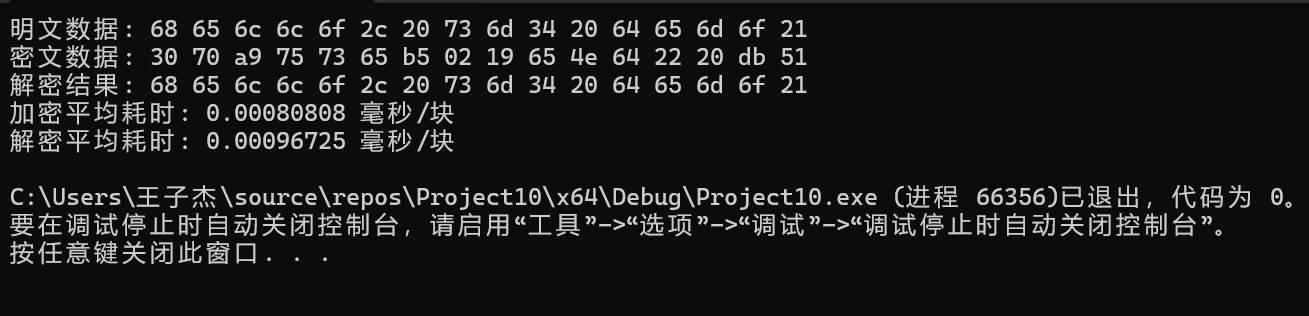 明文数据: 68 65 6c 6c 6f 2c 20 73 6d 34 20 64 65 6d 6f 21
密文数据: 30 70 a9 75 73 65 b5 02 19 65 4e 64 22 20 db 51
解密结果: 68 65 6c 6c 6f 2c 20 73 6d 34 20 64 65 6d 6f 21
加密平均耗时: 0.00080808 毫秒/块
解密平均耗时: 0.00096725 毫秒/块
C:\Users\王子杰\source\repos\Project10\x64\Debug\Project10.exe (进程 66356)已退出，代码为 0。
要在调试停止时自动关闭控制台，请启用“工具”->“选项”->“调试”->“调试停止时自动关闭控制台”。
按任意键关闭此窗口. . .